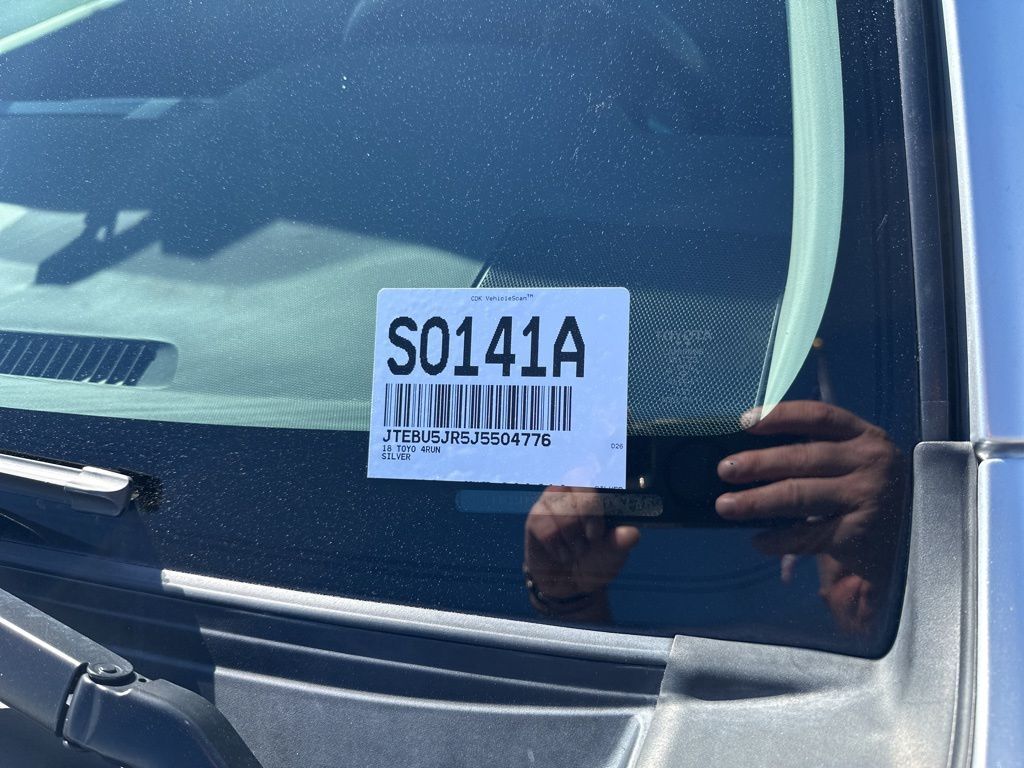 CDK VehicleScan™
S0141A
JTEBU5JR5J5504776
18 TOYO 4RUN
SILVER
D26